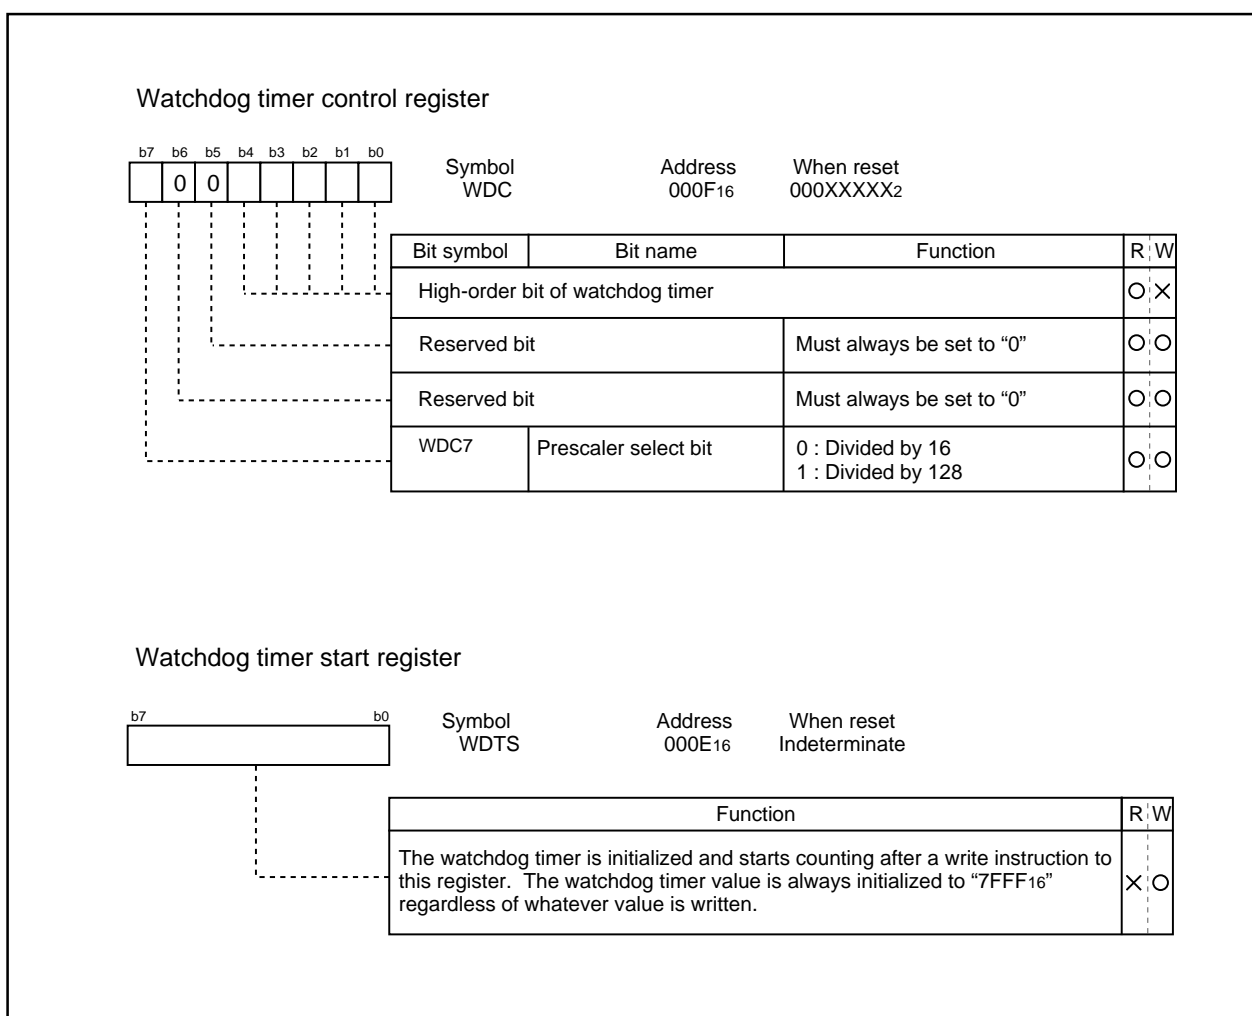 Watchdog timer control register
b7 b6 b5 b4 b3 b2 b1 b0
0 0
Symbol Address When reset
WDC 000F16 000XXXXX2
Bit symbol Bit name Function R W
High-order bit of watchdog timer
Reserved bit Must always be set to “0”
Reserved bit Must always be set to “0”
WDC7 Prescaler select bit 0 : Divided by 16
1 : Divided by 128
Watchdog timer start register
b7 b0
Symbol Address When reset
WDTS 000E16 Indeterminate
Function R W
The watchdog timer is initialized and starts counting after a write instruction to
this register. The watchdog timer value is always initialized to “7FFF16”
regardless of whatever value is written.